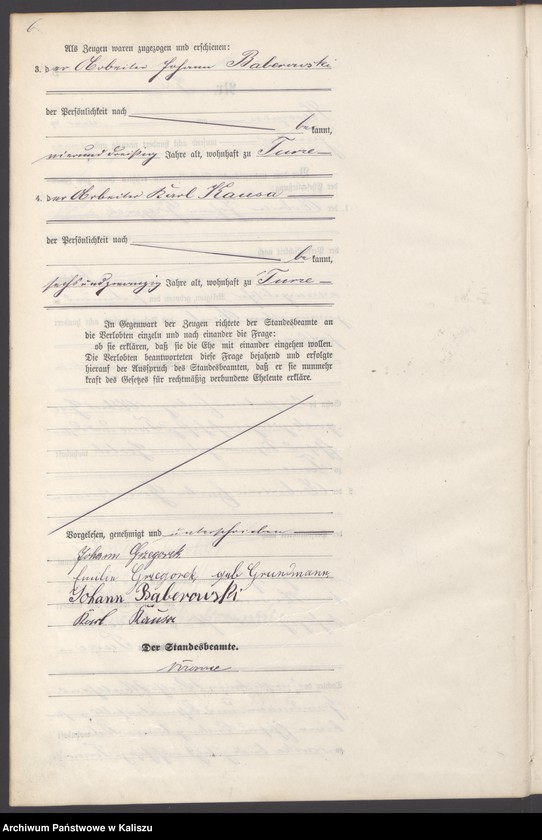 6.
Als Zeugen waren zugezogen und erschienen:
3. der Arbeiter Johann Baberowski
der Persönlichkeit nach
bekannt,
vierunddreißig Jahre alt, wohnhaft zu Turze
4. der Arbeiter Karl Kausa
der Persönlichkeit nach
bekannt,
sechsundzwanzig Jahre alt, wohnhaft zu Turze
In Gegenwart der Zeugen richtete der Standesbeamte an
die Verlobten einzeln und nach einander die Frage:
ob sie erklären, daß sie die Ehe mit einander eingehen wollen.
Die Verlobten beantworteten diese Frage bejahend und erfolgte
hierauf der Ausspruch des Standesbeamten, daß er sie nunmehr
kraft des Gesetzes für rechtmäßig verbundene Eheleute erkläre.
Vorgelesen, genehmigt und unterschrieben
Johann Grzegorek
Emilie Grzegorek geb Grundmann
Johann Baberowski
Karl Kausa
Der Standesbeamte.
Archiwum Państwowe w Kaliszu